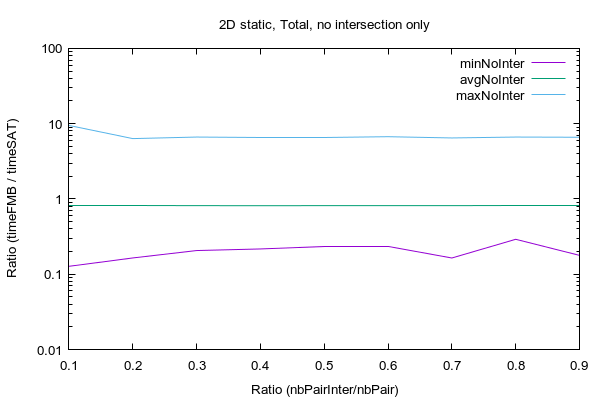 2D static, Total, no intersection only
100
10
1
0.1
0.01
Ratio (timeFMB / timeSAT)
minNoInter
avgNoInter
maxNoInter
0.1 0.2 0.3 0.4 0.5 0.6 0.7 0.8 0.9
Ratio (nbPairInter/nbPair)